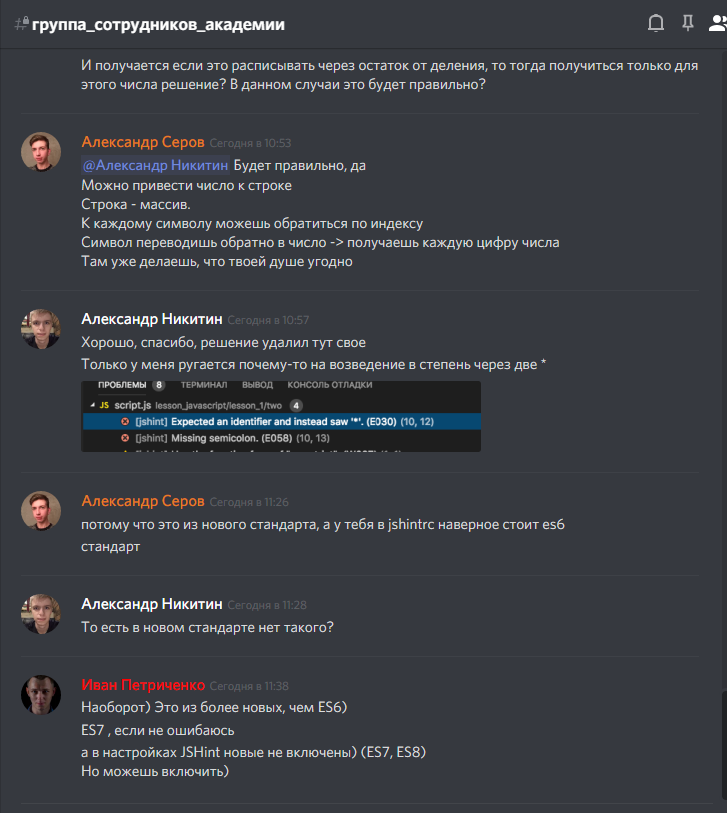 группа_сотрудников_академии
И получается если это расписывать через остаток от деления, то тогда получиться только для
этого числа решение? В данном случаи это будет правильно?
Александр Серов Сегодня в 10:53
@Александр Никитин Будет правильно, да
Можно привести число к строке
Строка - массив.
К каждому символу можешь обратиться по индексу
Символ переводишь обратно в число -> получаешь каждую цифру числа
Там уже делаешь, что твоей душе угодно
Александр Никитин Сегодня в 10:57
Хорошо, спасибо, решение удалил тут свое
Только у меня ругается почему-то на возведение в степень через две *
ПРОБЛЕМЫ 8 ТЕРМИНАЛ ВЫВОД КОНСОЛЬ ОТЛАДКИ
JS script.js lesson_javascript/lesson_1/two 4
[jshint] Expected an identifier and instead saw '*'. (E030) (10, 12)
[jshint] Missing semicolon. (E058) (10, 13)
Александр Серов Сегодня в 11:26
потому что это из нового стандарта, а у тебя в jshintrc наверное стоит es6
стандарт
Александр Никитин Сегодня в 11:28
То есть в новом стандарте нет такого?
Иван Петриченко Сегодня в 11:38
Наоборот) Это из более новых, чем ES6)
ES7 , если не ошибаюсь
а в настройках JSHint новые не включены) (ES7, ES8)
Но можешь включить)